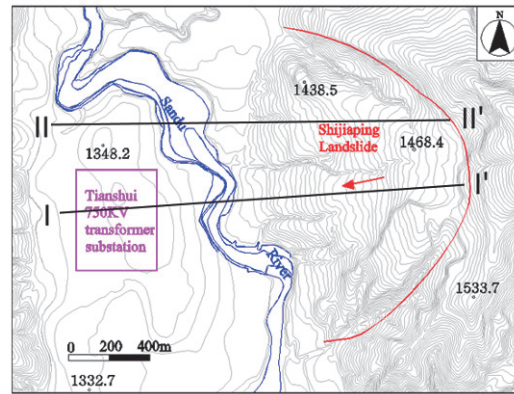 N
1438.5
Sandu
II
II'
Shijiaping
Landslide
1468.4
1348.2
Tianshui
750KV
transformer
substation
I
I'
River
1533.7
0 200 400m
1332.7